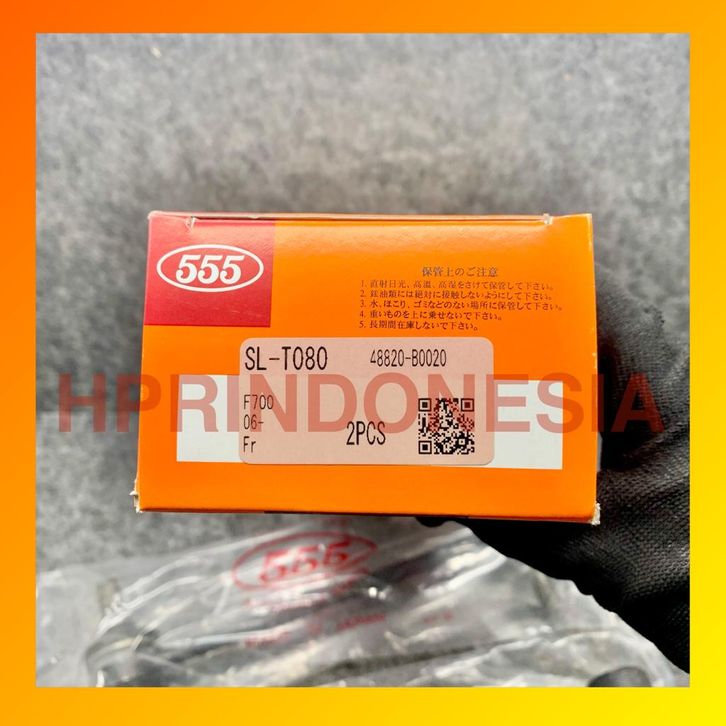 555
保管上のご注意
1. 直射日光、高温、高湿をさけて保管して下さい。
2. 鉱油類には絶対に接触しないようにして下さい。
3. 水、ほこり、ゴミなどのない場所に保管して下さい。
4. 重いものを上に乗せないで下さい。
5. 長期間在庫しないで下さい。
SL-T080 48820-B0020
HPRINDONESIA
F700
06-
Fr
2PCS
555